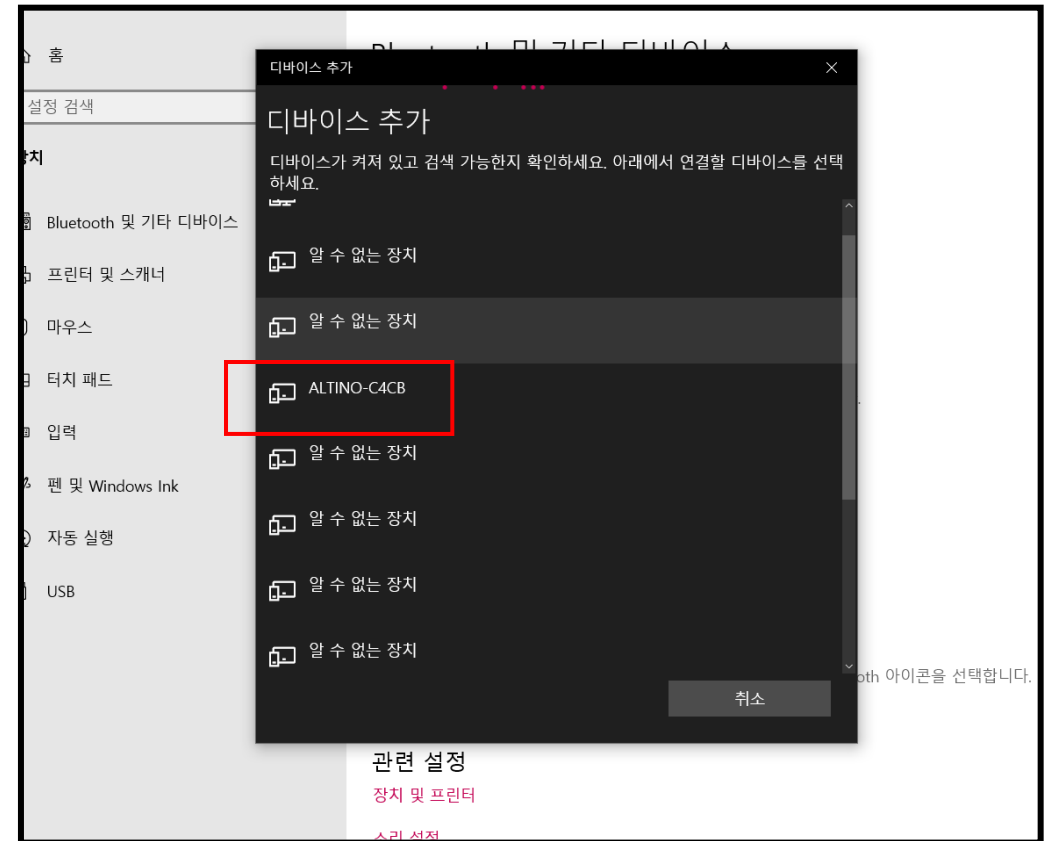 홈
설정 검색
Bluetooth 및 기타 디바이스
프린터 및 스캐너
마우스
터치 패드
입력
펜 및 Windows Ink
자동 실행
USB
디바이스 추가
디바이스 추가
디바이스가 켜져 있고 검색 가능한지 확인하세요. 아래에서 연결할 디바이스를 선택
하세요.
알 수 없는 장치
알 수 없는 장치
ALTINO-C4CB
알 수 없는 장치
알 수 없는 장치
알 수 없는 장치
알 수 없는 장치
취소
아이콘을 선택합니다.
관련 설정
장치 및 프린터